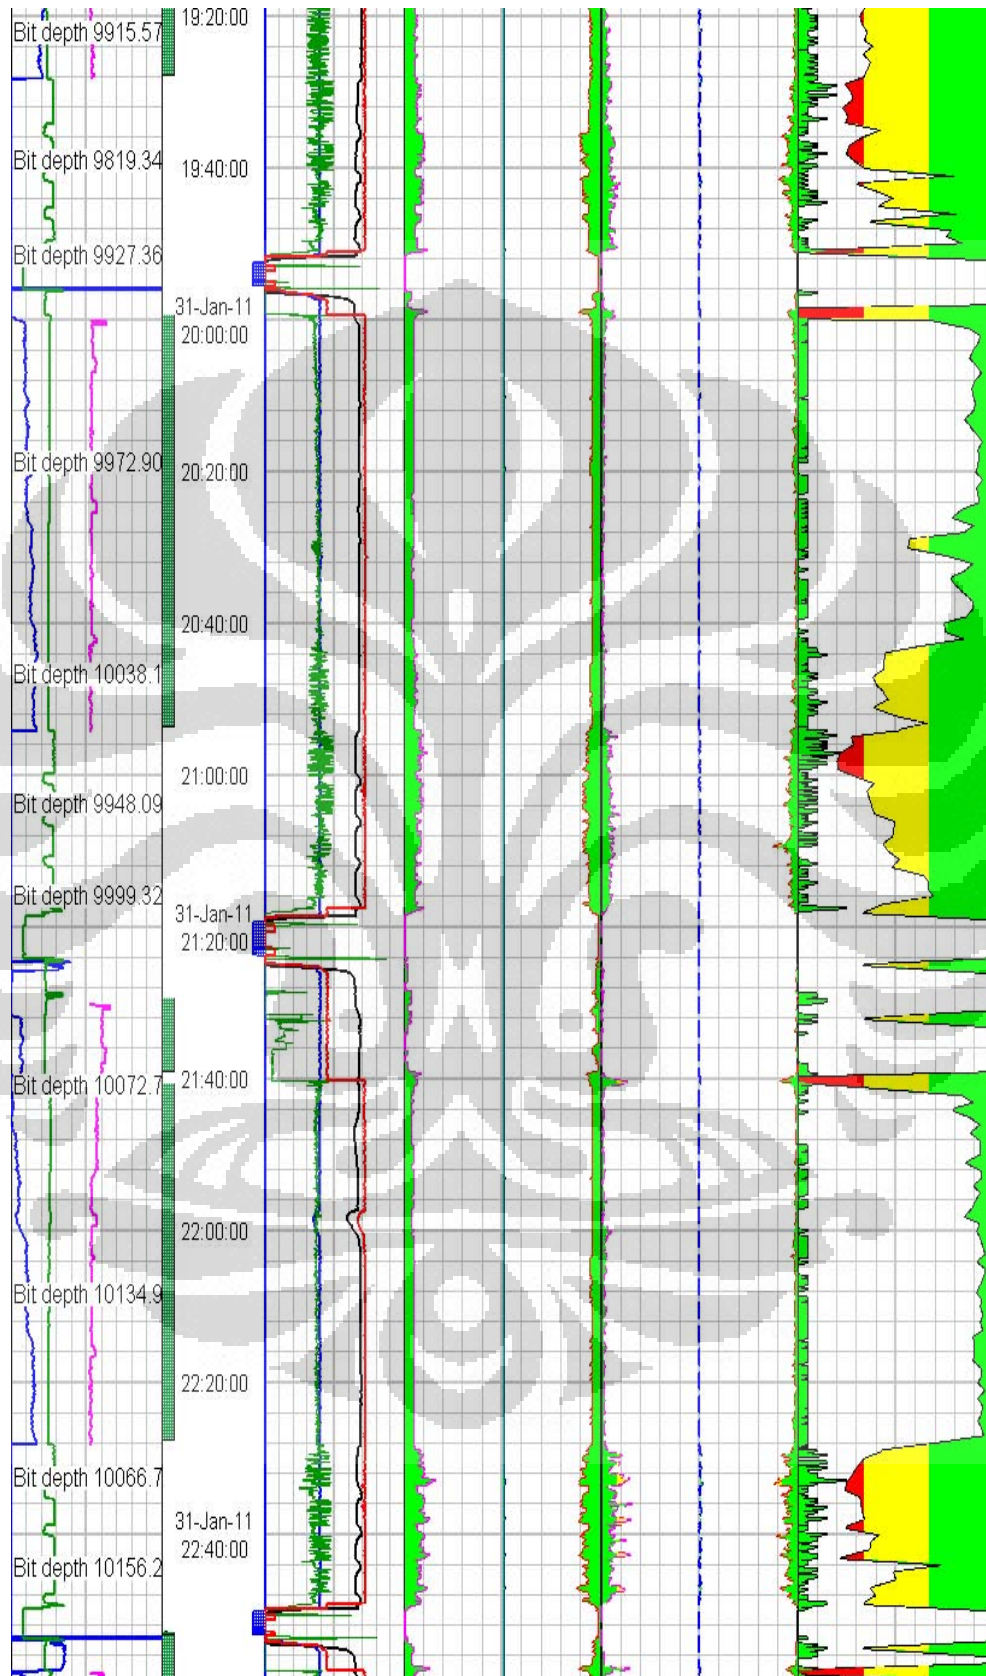 19:20:00
Bit depth 9915.57
Bit depth 9819.34
19:40:00
Bit depth 9927.36
31-Jan-11
20:00:00
Bit depth 9972.90
20:20:00
20:40:00
Bit depth 10038.1
21:00:00
Bit depth 9948.09
Bit depth 9999.32
31-Jan-11
21:20:00
21:40:00
Bit depth 10072.7
22:00:00
Bit depth 10134.9
22:20:00
Bit depth 10066.7
31-Jan-11
22:40:00
Bit depth 10156.2